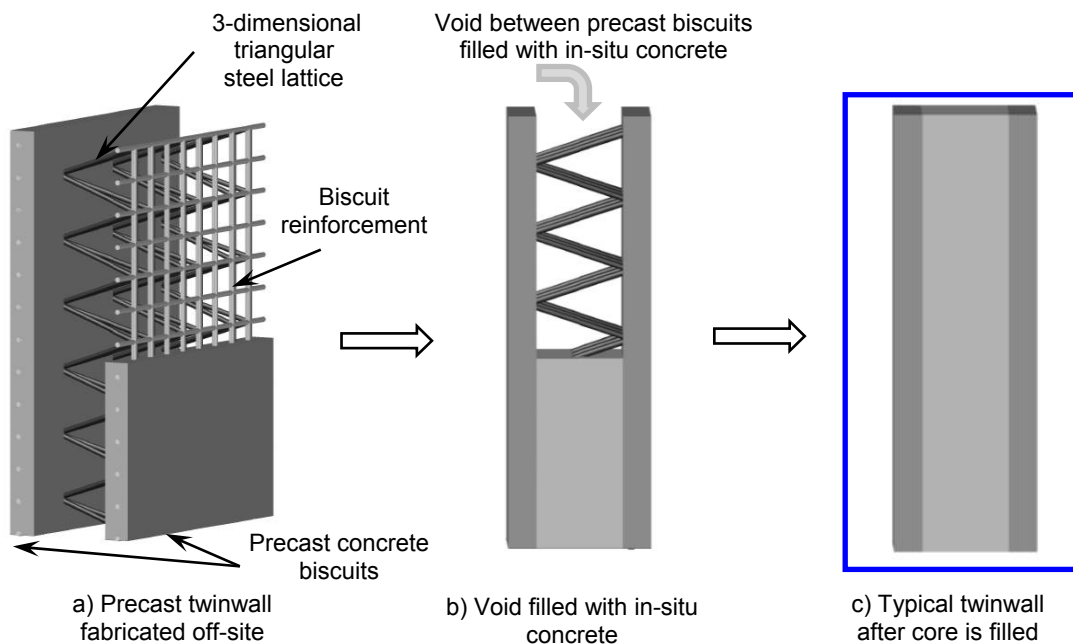 3-dimensional
triangular
steel lattice
Void between precast biscuits
filled with in-situ concrete
Biscuit
reinforcement
Precast concrete
biscuits
a) Precast twinwall
fabricated off-site
b) Void filled with in-situ
concrete
c) Typical twinwall
after core is filled